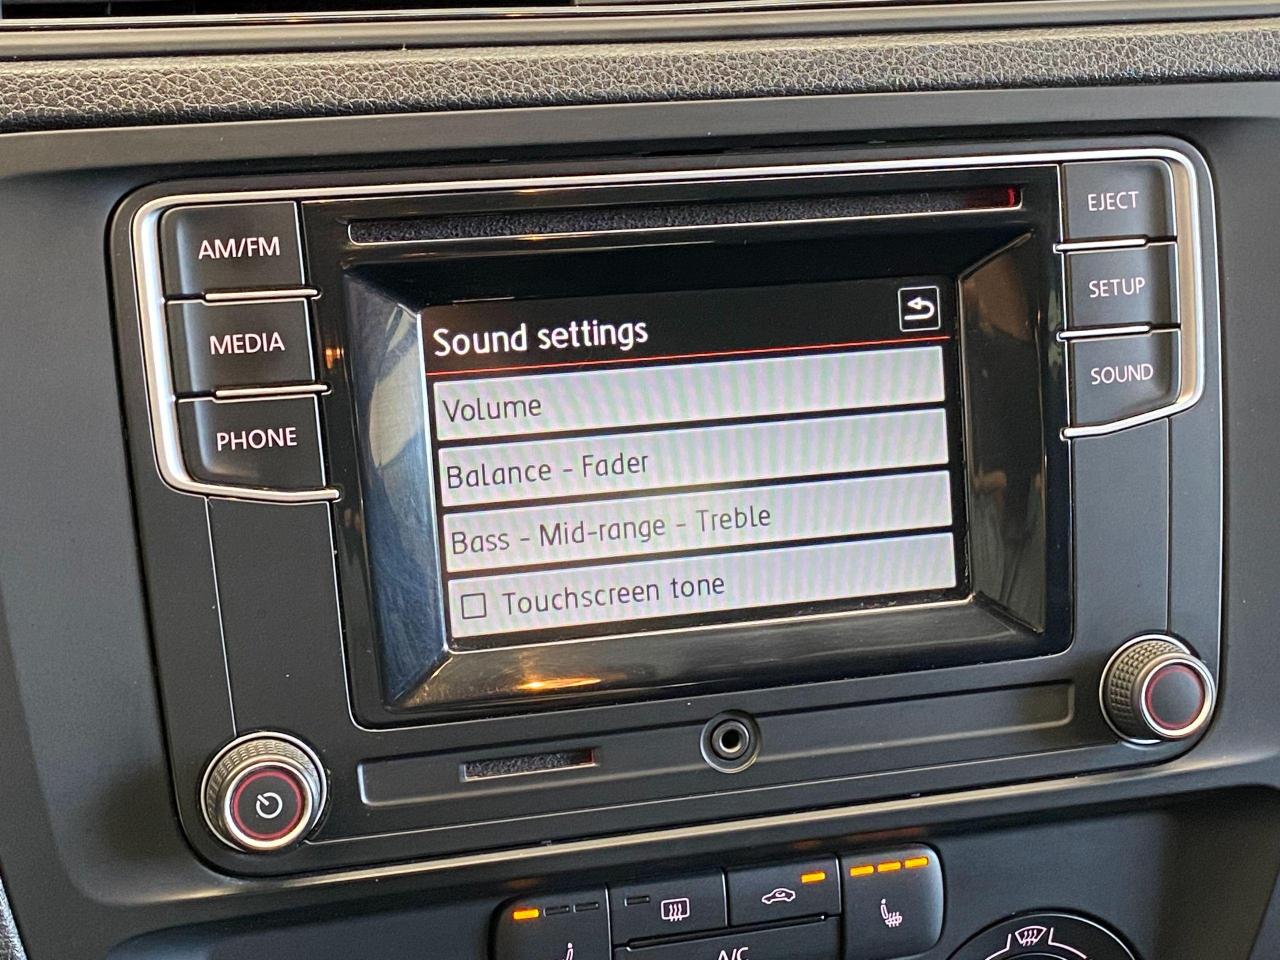 AM/FM
MEDIA
PHONE
Sound settings
Volume
Balance - Fader
Bass - Mid-range - Treble
Touchscreen tone
EJECT
SETUP
SOUND
A/C